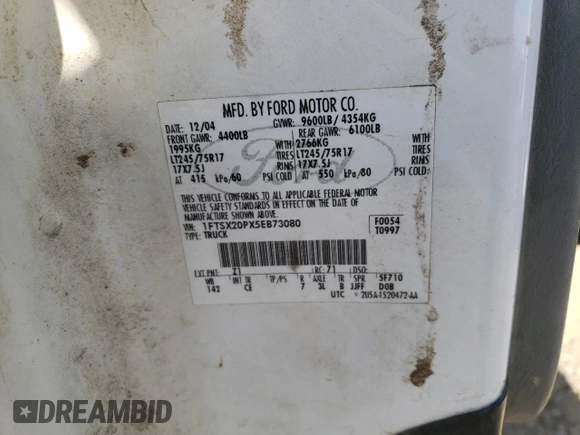 MFD. BY FORD MOTOR CO.
DATE: 12/04 GVWR: 9600LB/ 4354KG
FRONT GAWR: 4400LB REAR GAWR: 6100LB
1995KG WITH 2766KG WITH
LT245/75R17 TIRES LT245/75R17 TIRES
17X7.5J RIMS 17X7.5J RIMS
AT 415 kPa/60 PSI COLD AT 550 kPa/80 PSI COLD
THIS VEHICLE CONFORMS TO ALL APPLICABLE FEDERAL MOTOR
VEHICLE SAFETY STANDARDS IN EFFECT ON THE DATE OF
MANUFACTURE SHOWN ABOVE.
VIN: 1FTSX20PX5EB73080 F0054
TYPE: TRUCK T0997
Ford
EXT PNT: Z1 RC: 71 DSO:
WB INT TR TP/PS R AXLE TR SPR 5F710
142 CE 7 3L B JJFF D0B
UTC 2U5A-1520472-AA
DREAMBID